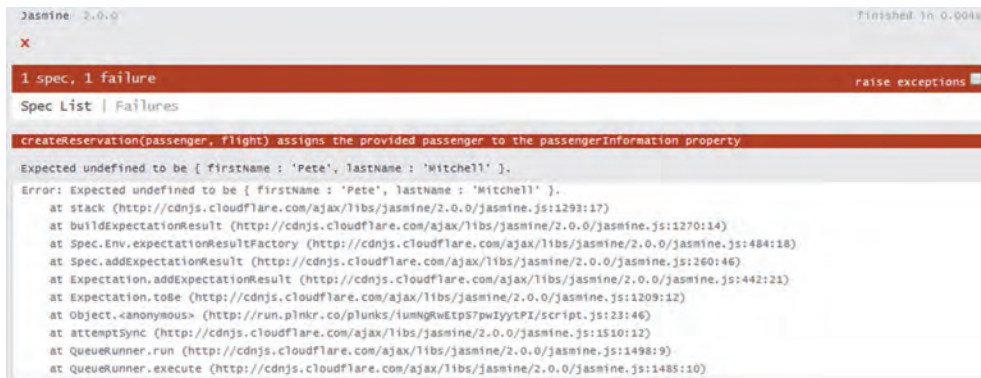 Jasmine 2.0.0 finished in 0.004s
x
1 spec, 1 failure raise exceptions
Spec List | Failures
createReservation(passenger, flight) assigns the provided passenger to the passengerInformation property
Expected undefined to be { firstName : 'Pete', lastName : 'Mitchell' }.
Error: Expected undefined to be { firstName : 'Pete', lastName : 'Mitchell' }.
at stack (http://cdnjs.cloudflare.com/ajax/libs/jasmine/2.0.0/jasmine.js:1293:17)
at buildExpectationResult (http://cdnjs.cloudflare.com/ajax/libs/jasmine/2.0.0/jasmine.js:1270:14)
at Spec.Env.expectationResultFactory (http://cdnjs.cloudflare.com/ajax/libs/jasmine/2.0.0/jasmine.js:484:18)
at Spec.addExpectationResult (http://cdnjs.cloudflare.com/ajax/libs/jasmine/2.0.0/jasmine.js:260:46)
at Expectation.addExpectationResult (http://cdnjs.cloudflare.com/ajax/libs/jasmine/2.0.0/jasmine.js:442:21)
at Expectation.toBe (http://cdnjs.cloudflare.com/ajax/libs/jasmine/2.0.0/jasmine.js:1209:12)
at Object.<anonymous> (http://run.plnkr.co/plunks/iumNgRwEtpS7pwIyytPI/script.js:23:46)
at attemptSync (http://cdnjs.cloudflare.com/ajax/libs/jasmine/2.0.0/jasmine.js:1510:12)
at QueueRunner.run (http://cdnjs.cloudflare.com/ajax/libs/jasmine/2.0.0/jasmine.js:1498:9)
at QueueRunner.execute (http://cdnjs.cloudflare.com/ajax/libs/jasmine/2.0.0/jasmine.js:1485:10)